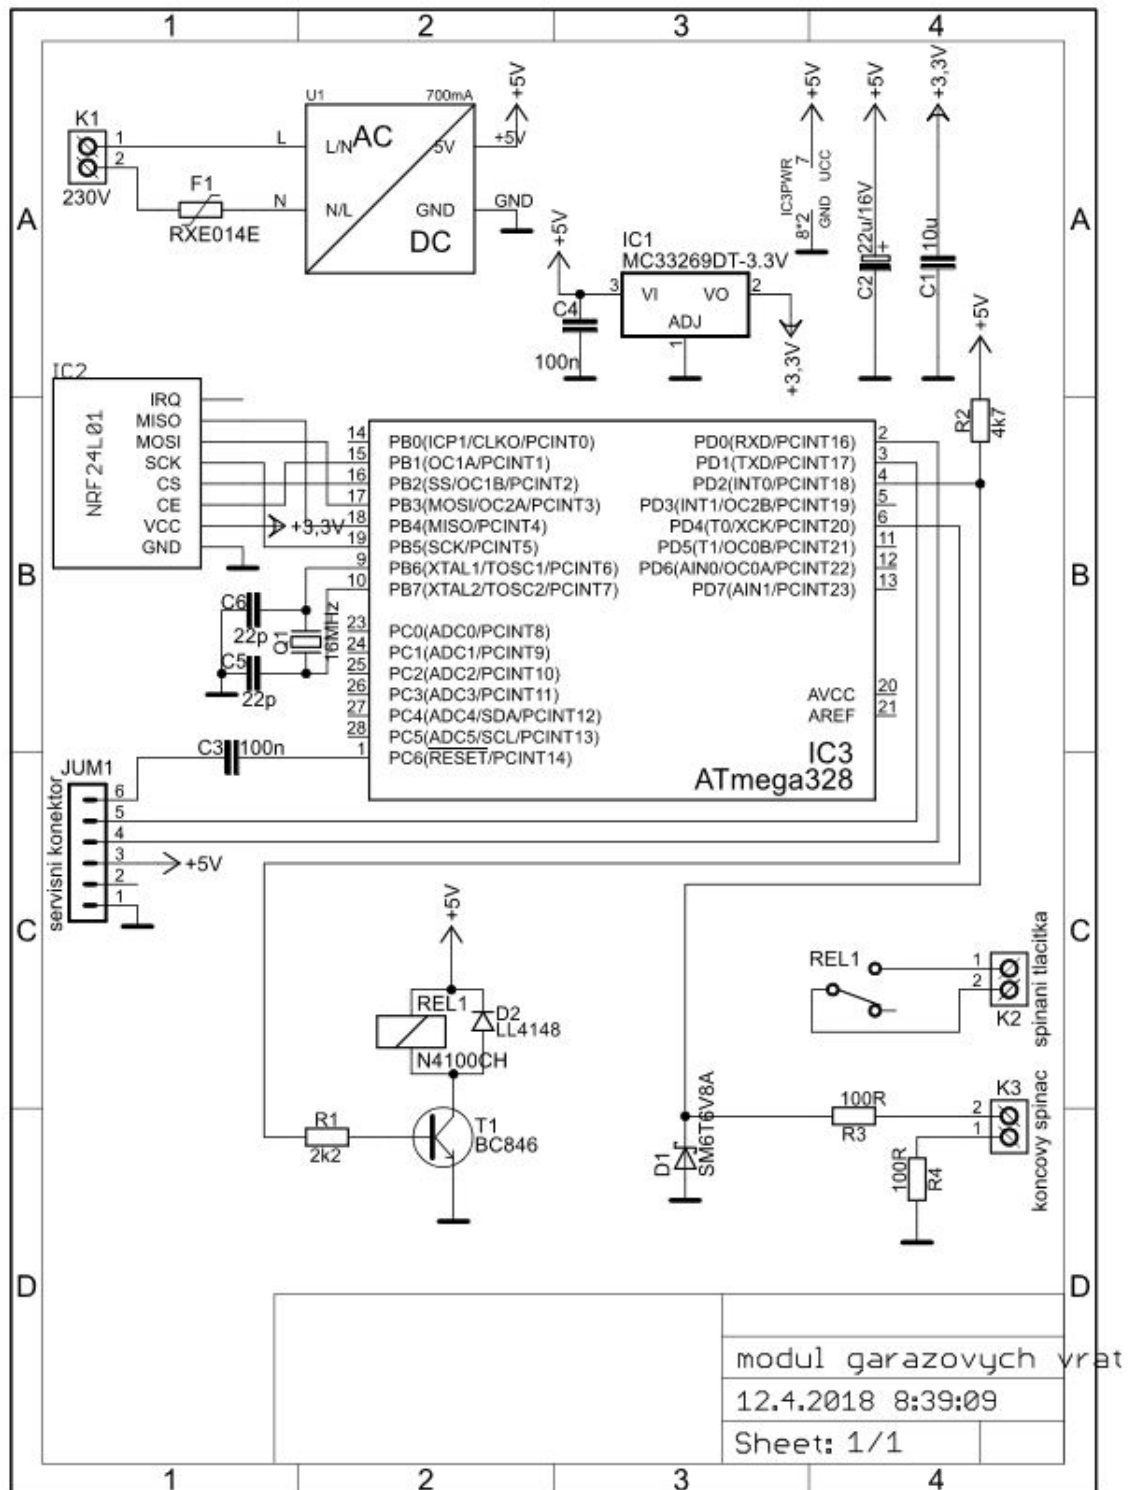 1 2 3 4
A A
B B
C C
D D
1 2 3 4
K1
1
2
230V
F1
RXE014E
L
N
U1 700mA
AC
DC
L/N
N/L
5V
GND
+5V
+5V
GND
+5V
IC1
MC33269DT-3.3V
3 VI VO 2
ADJ
1
C4
100n
+3,3V
+5V
IC3PWR
7 UCC
8*2 GND
+5V
22u/16V
+
C2
+3,3V
10u
C1
+5V
R2
4k7
IC2
NRF24L01
IRQ
MISO
MOSI
SCK
CS
CE
VCC
GND
+3,3V
14 PB0(ICP1/CLKO/PCINT0)
15 PB1(OC1A/PCINT1)
16 PB2(SS/OC1B/PCINT2)
17 PB3(MOSI/OC2A/PCINT3)
18 PB4(MISO/PCINT4)
19 PB5(SCK/PCINT5)
9 PB6(XTAL1/TOSC1/PCINT6)
10 PB7(XTAL2/TOSC2/PCINT7)
23 PC0(ADC0/PCINT8)
24 PC1(ADC1/PCINT9)
25 PC2(ADC2/PCINT10)
26 PC3(ADC3/PCINT11)
27 PC4(ADC4/SDA/PCINT12)
28 PC5(ADC5/SCL/PCINT13)
1 PC6(RESET/PCINT14)
PD0(RXD/PCINT16) 2
PD1(TXD/PCINT17) 3
PD2(INT0/PCINT18) 4
PD3(INT1/OC2B/PCINT19) 5
PD4(T0/XCK/PCINT20) 6
PD5(T1/OC0B/PCINT21) 11
PD6(AIN0/OC0A/PCINT22) 12
PD7(AIN1/PCINT23) 13
AVCC 20
AREF 21
IC3
ATmega328
C6
22p
C5
22p
Q1
16MHz
C3 100n
JUM1
servisni konektor
6
5
4
3
2
1
+5V
+5V
REL1
N4100CH
D2
LL4148
R1
2k2
T1
BC846
REL1
1
2
K2
spinani tlacitka
D1
SM6T6V8A
100R
R3
100R
R4
K3
2
1
koncovy spinac
modul garazovych vrat
12.4.2018 8:39:09
Sheet: 1/1